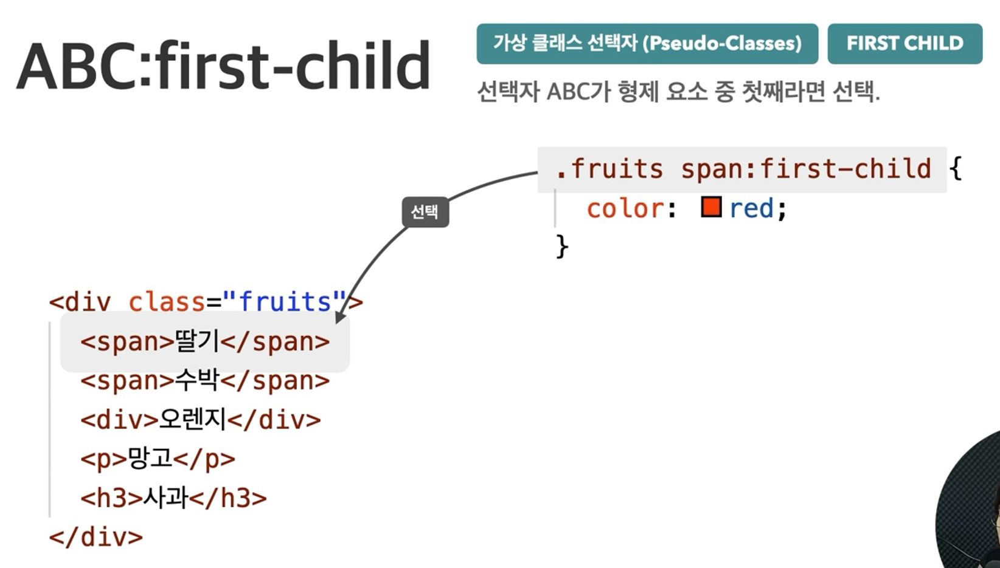 ABC:first-child
가상 클래스 선택자 (Pseudo-Classes)
FIRST CHILD
선택자 ABC가 형제 요소 중 첫째라면 선택.
.fruits span:first-child {
color: red;
}
선택
<div class="fruits">
<span>딸기</span>
<span>수박</span>
<div>오렌지</div>
<p>망고</p>
<h3>사과</h3>
</div>